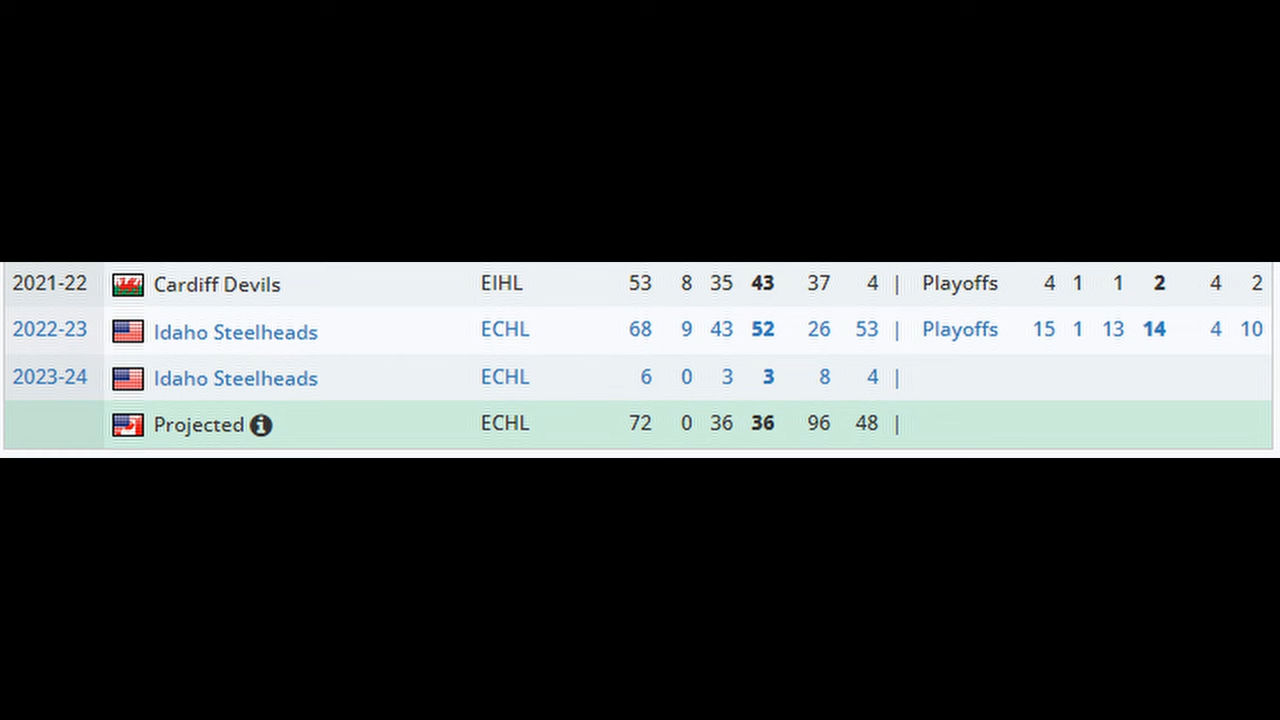 2021-22 Cardiff Devils EIHL 53 8 35 43 37 4 | Playoffs 4 1 1 2 4 2
2022-23 Idaho Steelheads ECHL 68 9 43 52 26 53 | Playoffs 15 1 13 14 4 10
2023-24 Idaho Steelheads ECHL 6 0 3 3 8 4 |
Projected ECHL 72 0 36 36 96 48 |